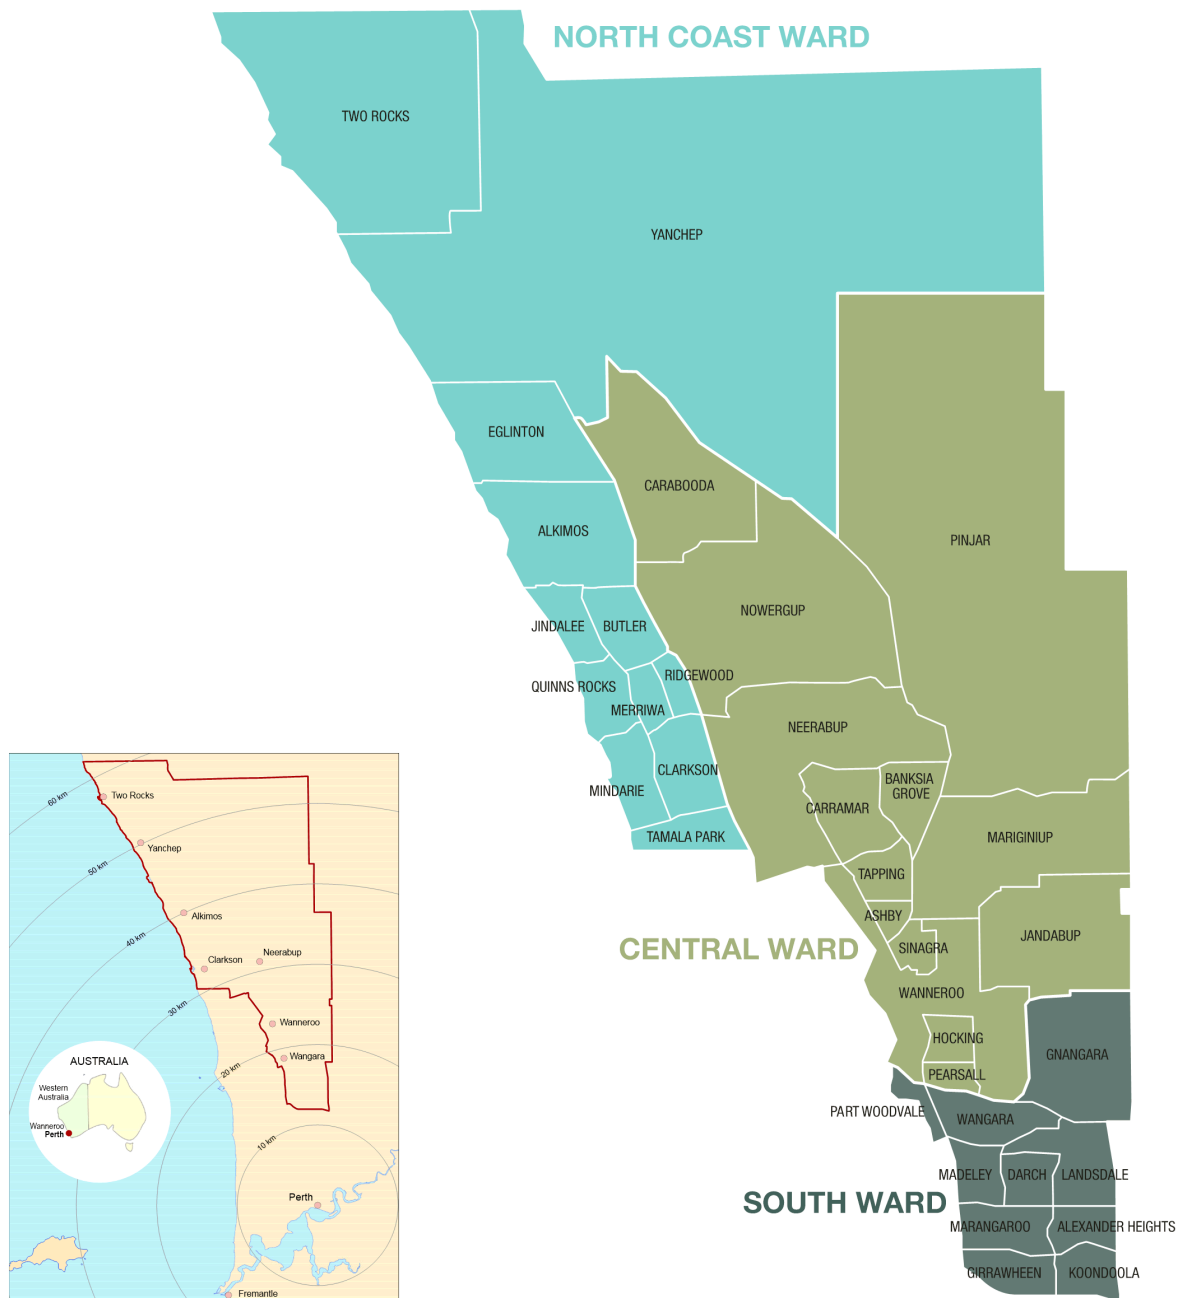 NORTH COAST WARD
TWO ROCKS
YANCHEP
EGLINTON
CARABOODA
ALKIMOS
PINJAR
NOWERGUP
JINDALEE
BUTLER
RIDGEWOOD
QUINNS ROCKS
MERRIWA
NEERABUP
CLARKSON
BANKSIA
GROVE
MINDARIE
CARRAMAR
TAMALA PARK
MARIGINIUP
TAPPING
ASHBY
CENTRAL WARD
SINAGRA
JANDABUP
WANNEROO
HOCKING
GNANGARA
PEARSALL
PART WOODVALE
WANGARA
MADELEY
DARCH
LANDSDALE
SOUTH WARD
MARANGAROO
ALEXANDER HEIGHTS
GIRRAWHEEN
KOONDOOLA
60 km
Two Rocks
Yanchep
50 km
Alkimos
40 km
Clarkson
Neerabup
30 km
Wanneroo
Wangara
20 km
AUSTRALIA
Western
Australia
Wanneroo
Perth
10 km
Perth
Fremantle